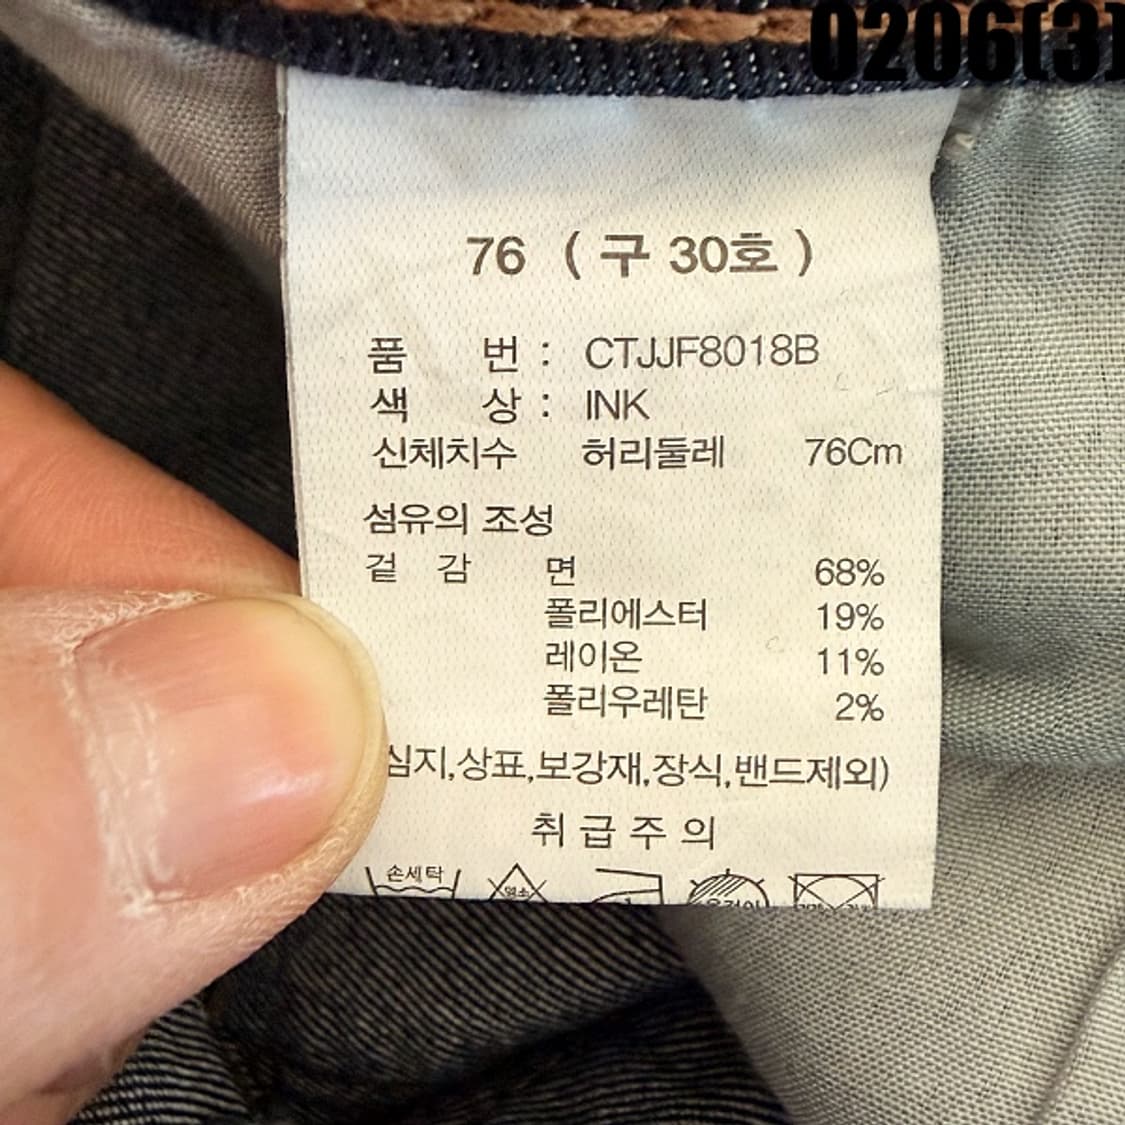 0206(3)
76 ( 구 30호 )
품 번 : CTJJF8018B
색 상 : INK
신체치수 허리둘레 76Cm
섬유의 조성
겉 감 면 68%
폴리에스터 19%
레이온 11%
폴리우레탄 2%
심지,상표,보강재,장식,밴드제외)
취 급 주 의
손세탁 염소